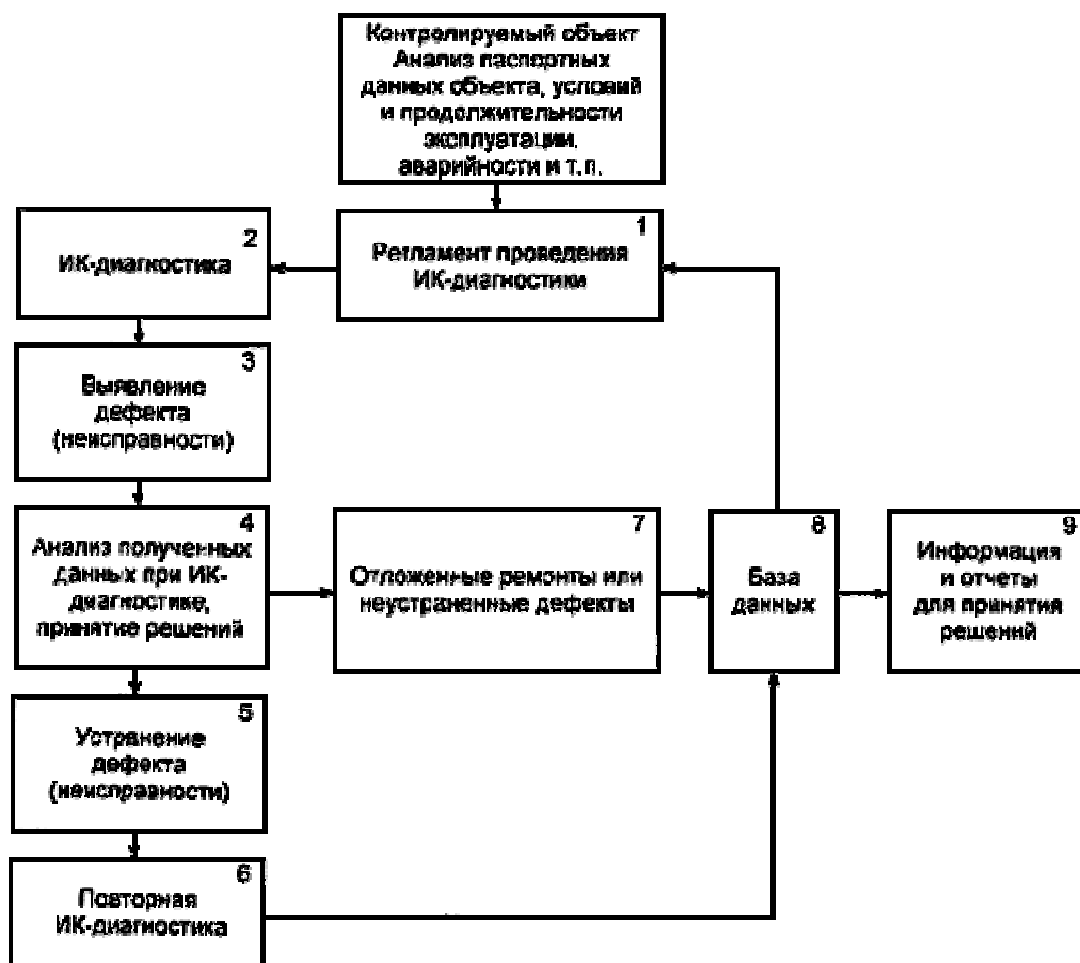 Контролируемый объект
Анализ паспортных
данных объекта, условий
и продолжительности
эксплуатации,
аварийности и т.п.
1
Регламент проведения
ИК-диагностики
2
ИК-диагностика
3
Выявление
дефекта
(неисправности)
4
Анализ полученных
данных при ИК-
диагностике,
принятие решений
7
Отложенные ремонты или
неустраненные дефекты
8
База
данных
9
Информация
и отчеты
для принятия
решений
5
Устранение
дефекта
(неисправности)
6
Повторная
ИК-диагностика